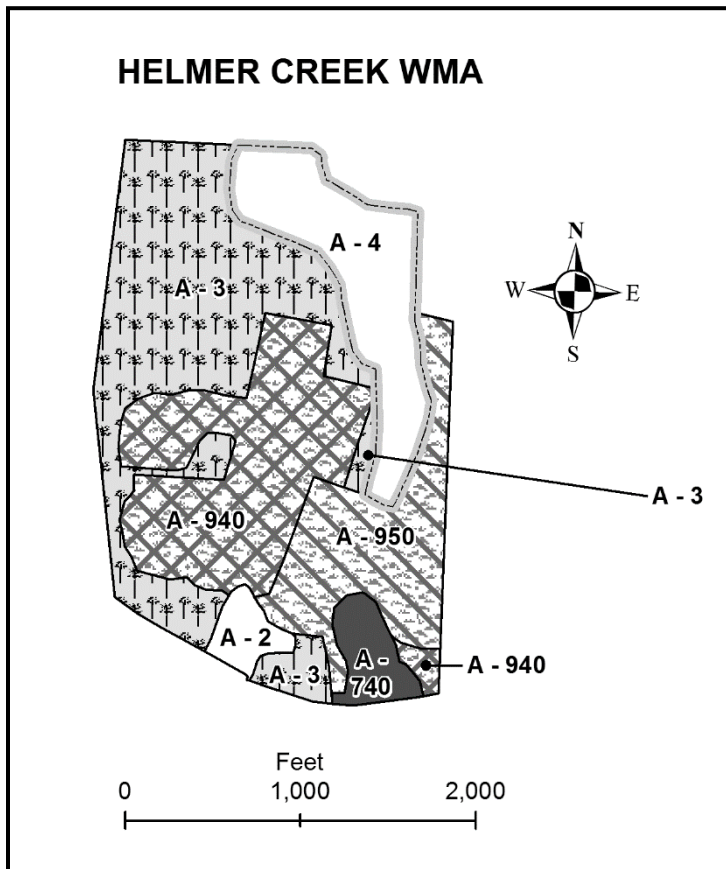 HELMER CREEK WMA
A - 4
N
W
E
S
A - 3
A - 3
A - 940
A - 950
A - 2
A - 3
A -
740
A - 940
Feet
0
1,000
2,000